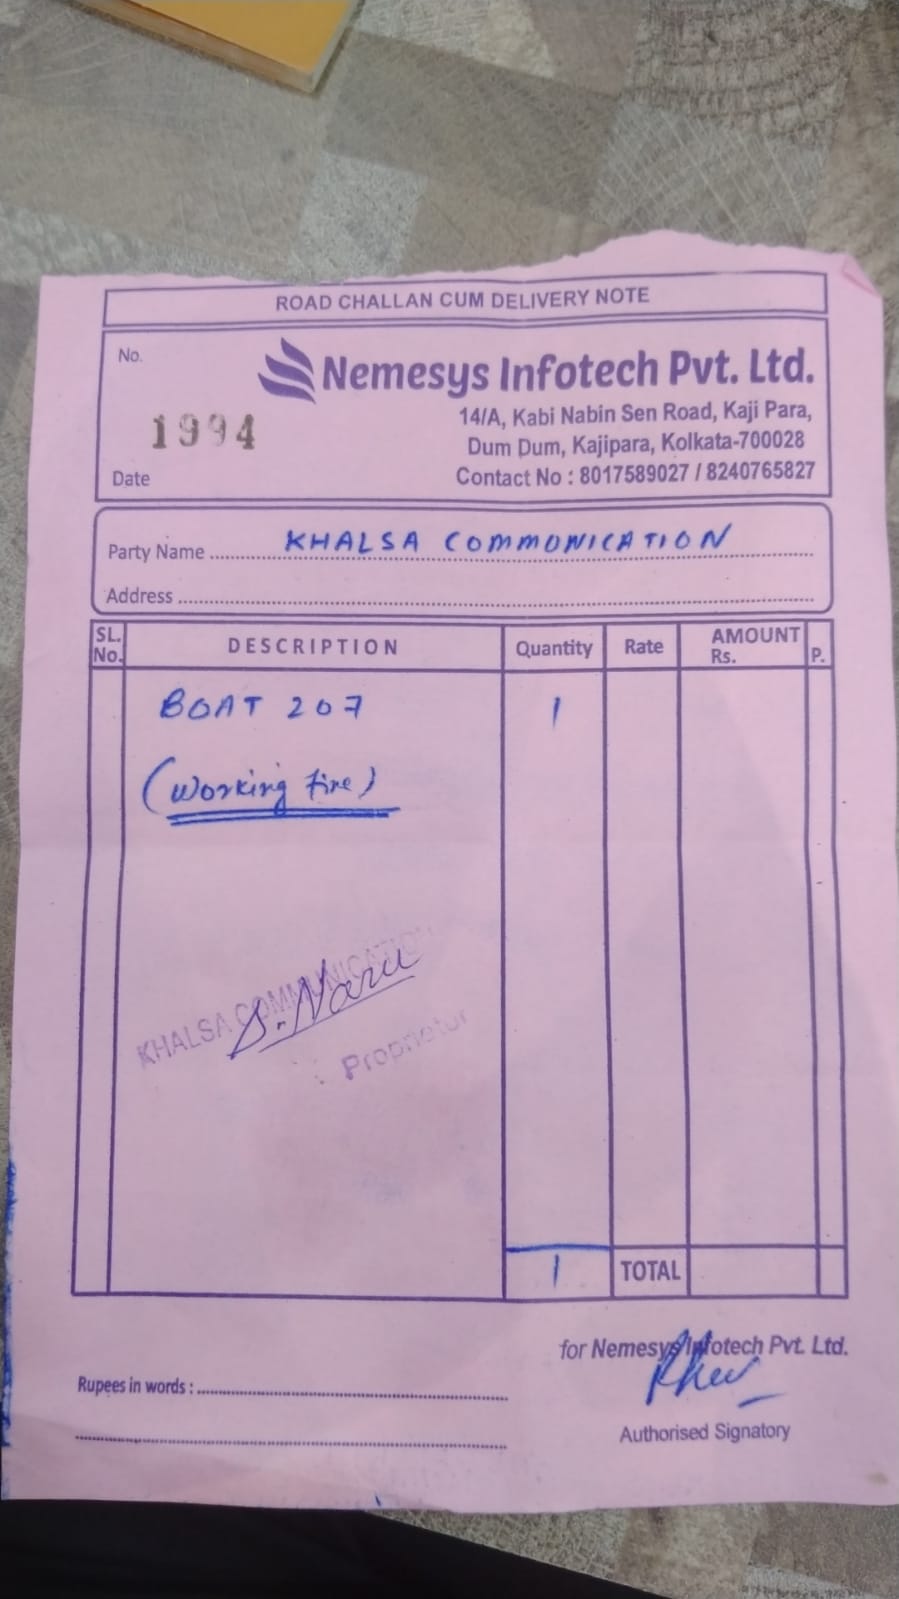 ROAD CHALLAN CUM DELIVERY NOTE
No.
Nemesys Infotech Pvt. Ltd.
1994
14/A, Kabi Nabin Sen Road, Kaji Para,
Dum Dum, Kajipara, Kolkata-700028
Date
Contact No : 8017589027 / 8240765827
Party Name KHALSA COMMONICATION
Address
SL. No. DESCRIPTION Quantity Rate AMOUNT Rs. P.
BOAT 207 1
(Working fine)
KHALSA COMMUNICATION
Proprietor
1 TOTAL
for Nemesys Infotech Pvt. Ltd.
Rupees in words :
Authorised Signatory